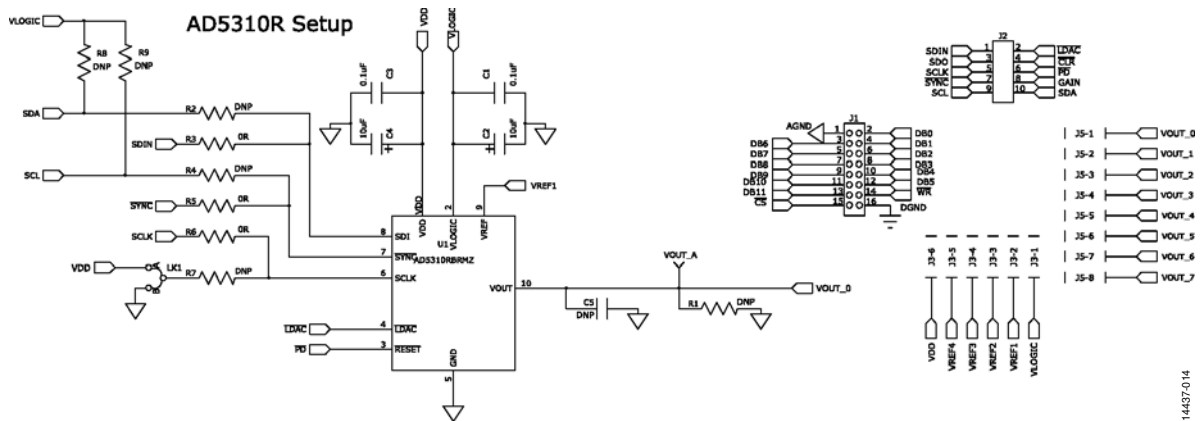 AD5310R Setup
VLOGIC
R8
DNP
R9
DNP
SDA
R2
DNP
SDIN
R3
0R
SCL
R4
DNP
SYNC
R5
0R
SCLK
R6
0R
VDD
A
B
LK1
R7
DNP
LDAC
PD
VDD
VLOGIC
0.1uF
C3
10uF
C4
+
C1
0.1uF
C2
10uF
+
VREF1
VDD
VDD
2
VLOGIC
9
VREF
U1
AD5310RBRMZ
8
SDI
7
SYNC
6
SCLK
4
LDAC
3
RESET
VOUT
10
GND
5
C5
DNP
VOUT_A
R1
DNP
VOUT_0
J2
SDIN 1 2 LDAC
SDO 3 4 CLR
SCLK 5 6 PD
SYNC 7 8 GAIN
SCL 9 10 SDA
J1
AGND 1 2 DB0
DB6 3 4 DB1
DB7 5 6 DB2
DB8 7 8 DB3
DB9 9 10 DB4
DB10 11 12 DB5
DB11 13 14 WR
CS 15 16
DGND
J5-1 VOUT_0
J5-2 VOUT_1
J5-3 VOUT_2
J5-4 VOUT_3
J5-5 VOUT_4
J5-6 VOUT_5
J5-7 VOUT_6
J5-8 VOUT_7
J3-6 VDD
J3-5 VREF4
J3-4 VREF3
J3-3 VREF2
J3-2 VREF1
J3-1 VLOGIC
14437-014